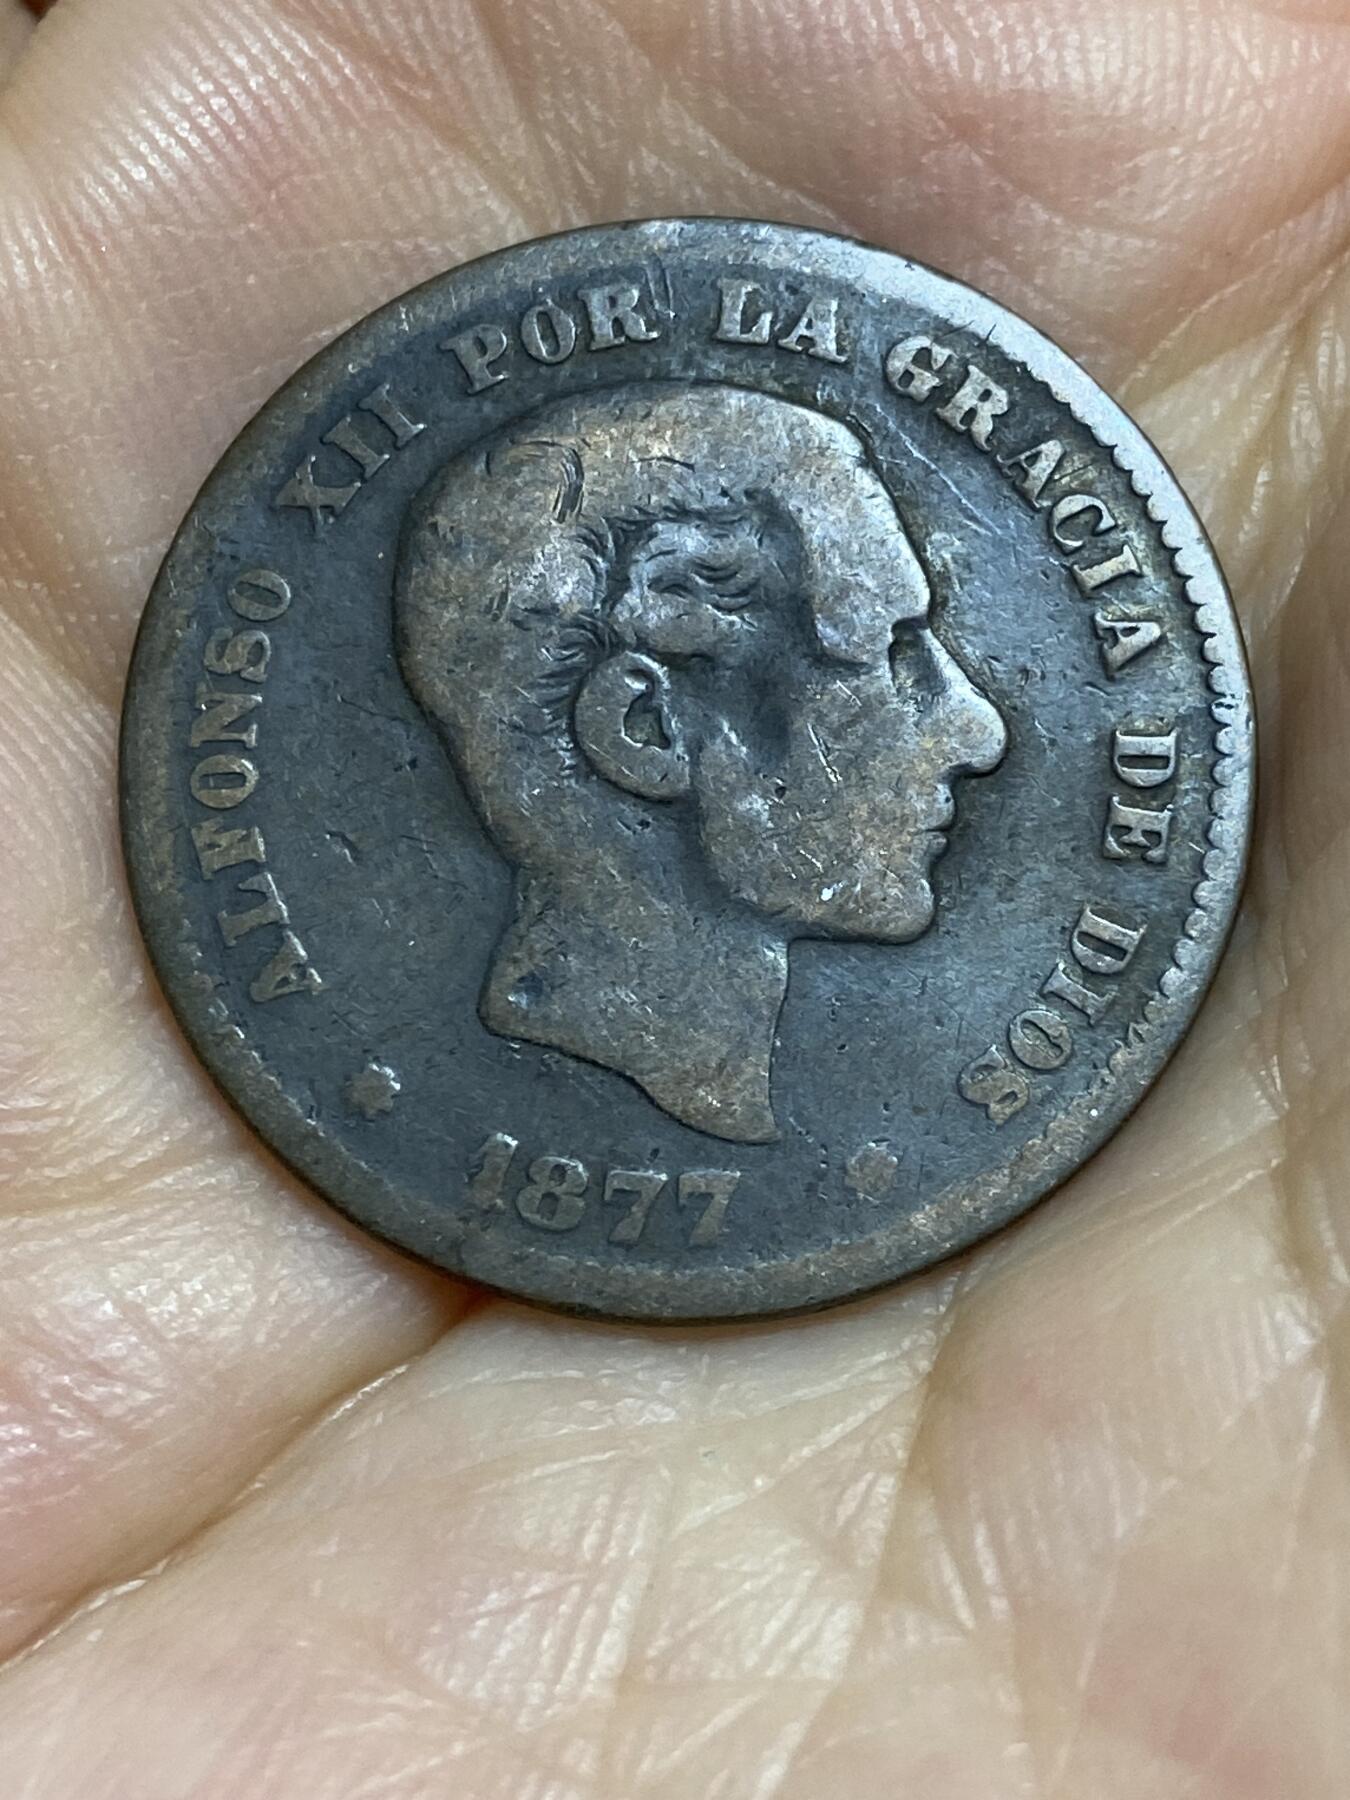 ALFONSO XII POR LA GRACIA DE DIOS
1877